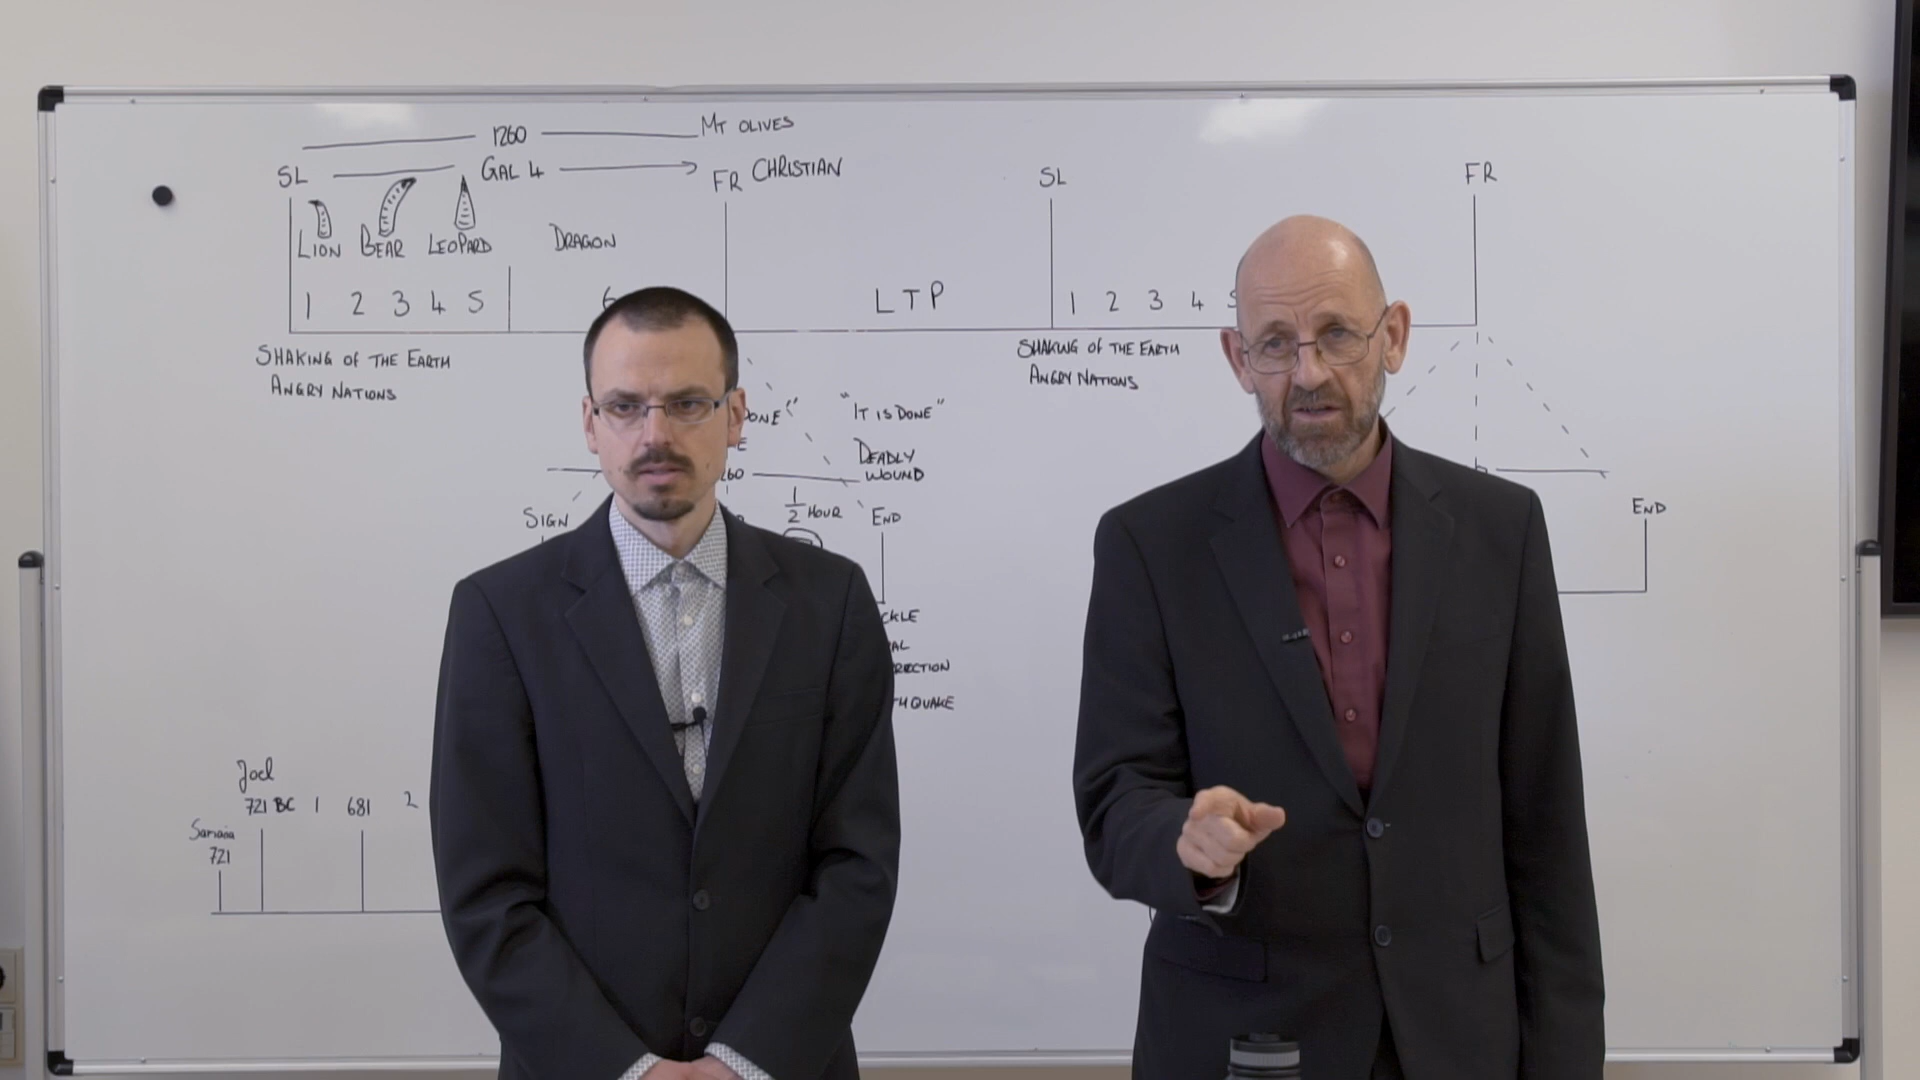 1260 MT OLIVES
SL GAL 4 FR CHRISTIAN
LION BEAR LEOPARD DRAGON
1 2 3 4 5 6
LTP
SHAKING OF THE EARTH
ANGRY NATIONS
SL FR
1 2 3 4 5
SHAKING OF THE EARTH
ANGRY NATIONS
"IT IS DONE"
DEADLY
WOUND
1/2 HOUR
SIGN END
END
Joel
721 BC 1 681 2
Samaria
721